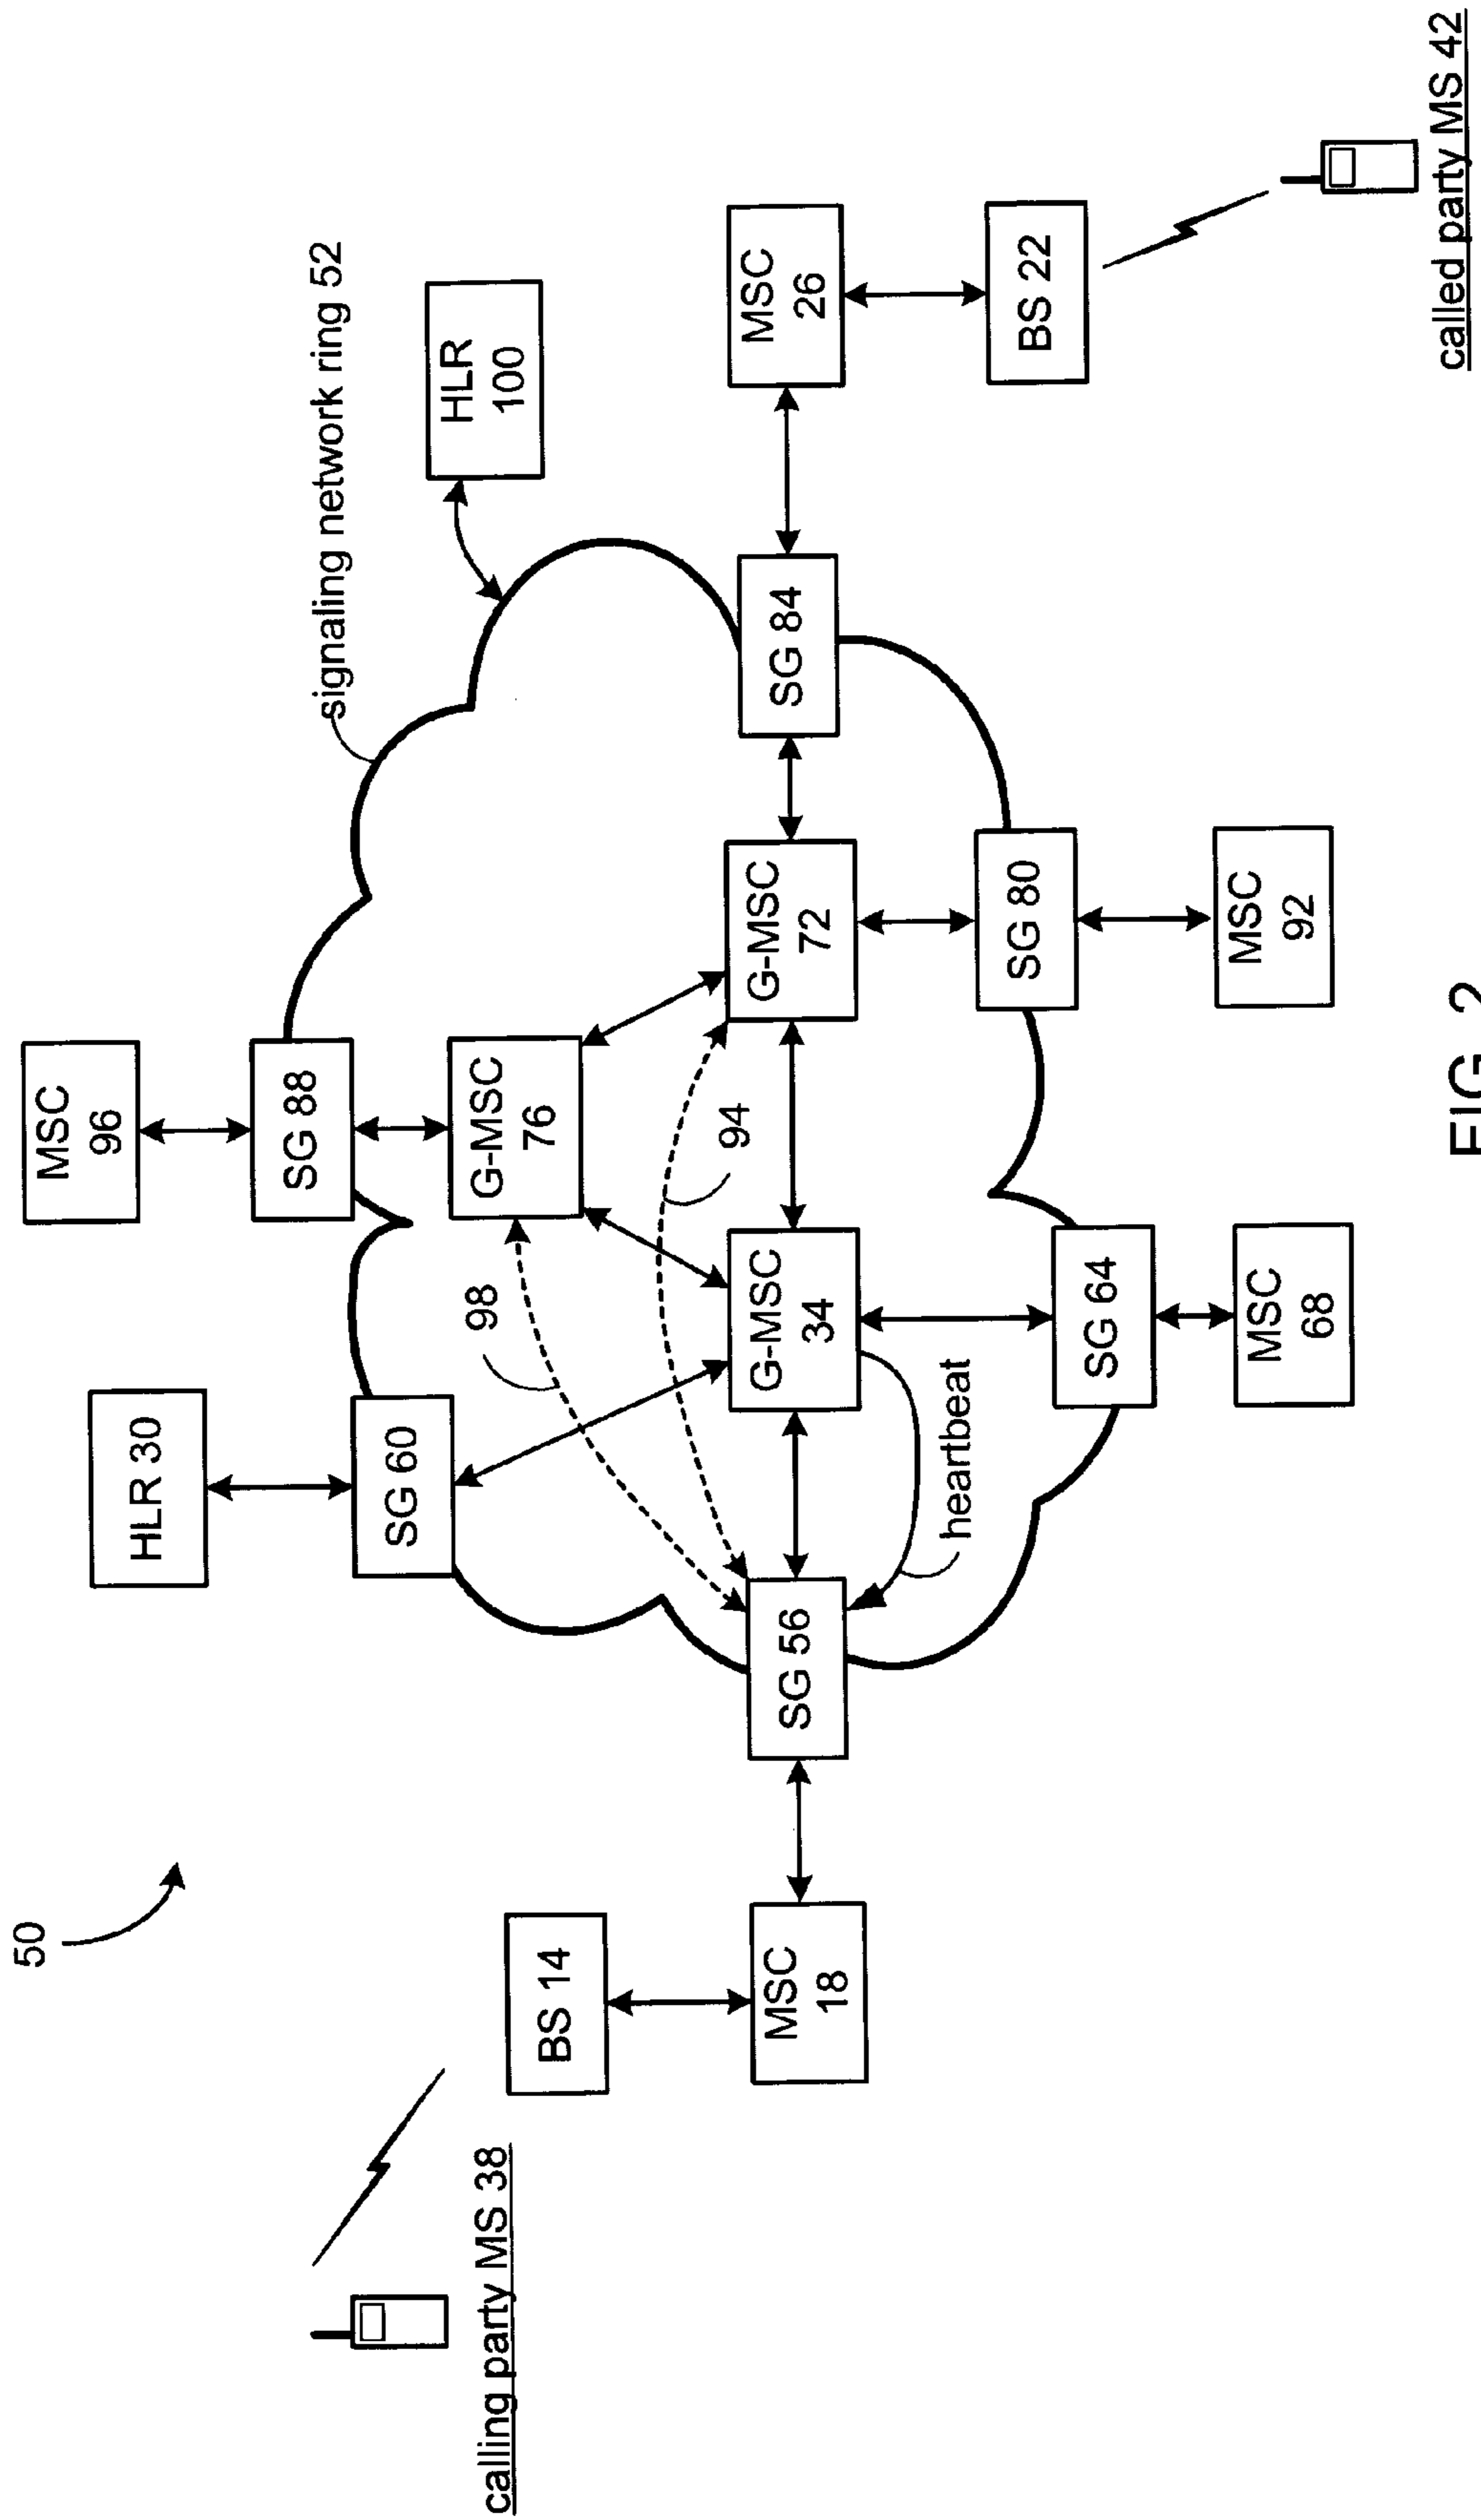 50
calling party MS 38
BS 14
MSC
18
SG 56
HLR 30
SG 60
MSC
96
SG 88
G-MSC
76
98
94
G-MSC
34
heartbeat
SG 64
MSC
68
G-MSC
72
SG 80
MSC
92
SG 84
signaling network ring 52
HLR
100
MSC
26
BS 22
called party MS 42
FIG. 2